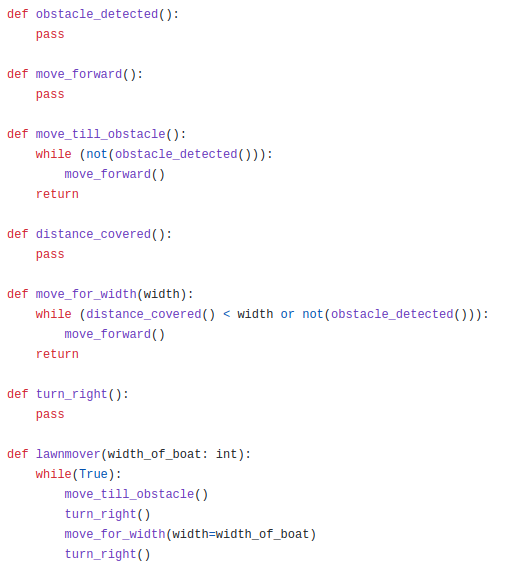 def obstacle_detected():
    pass

def move_forward():
    pass

def move_till_obstacle():
    while (not(obstacle_detected())):
        move_forward()
    return

def distance_covered():
    pass

def move_for_width(width):
    while (distance_covered() < width or not(obstacle_detected())):
        move_forward()
    return

def turn_right():
    pass

def lawnmover(width_of_boat: int):
    while(True):
        move_till_obstacle()
        turn_right()
        move_for_width(width=width_of_boat)
        turn_right()